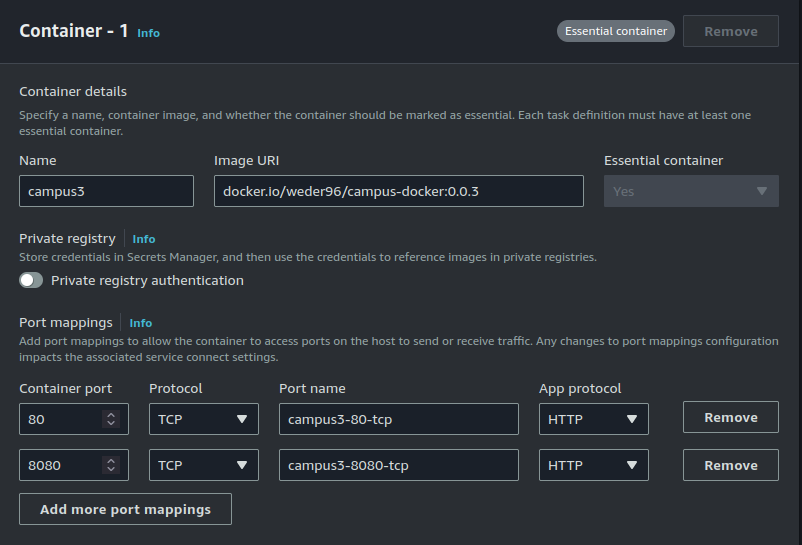 Container - 1 Info Essential container Remove
Container details
Specify a name, container image, and whether the container should be marked as essential. Each task definition must have at least one
essential container.
Name Image URI Essential container
campus3 docker.io/weder96/campus-docker:0.0.3 Yes
Private registry Info
Store credentials in Secrets Manager, and then use the credentials to reference images in private registries.
Private registry authentication
Port mappings Info
Add port mappings to allow the container to access ports on the host to send or receive traffic. Any changes to port mappings configuration
impacts the associated service connect settings.
Container port Protocol Port name App protocol
80 TCP campus3-80-tcp HTTP Remove
8080 TCP campus3-8080-tcp HTTP Remove
Add more port mappings